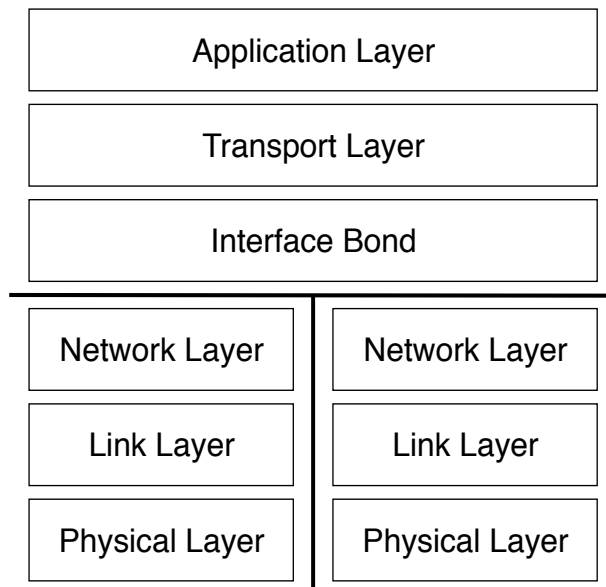 Application Layer
Transport Layer
Interface Bond
Network Layer
Network Layer
Link Layer
Link Layer
Physical Layer
Physical Layer